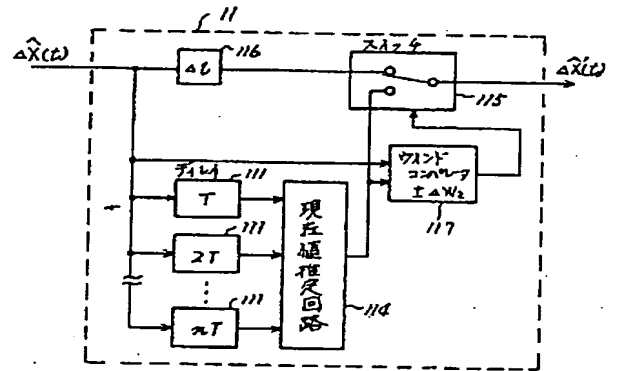 11
ΔX̂(t)
116
Δt
スイッチ
115
ΔX̂'(t)
ウインド
コンパレータ
±ΔW₂
117
ディレイ
111
T
111
2T
111
nT
現在値推定回路
114